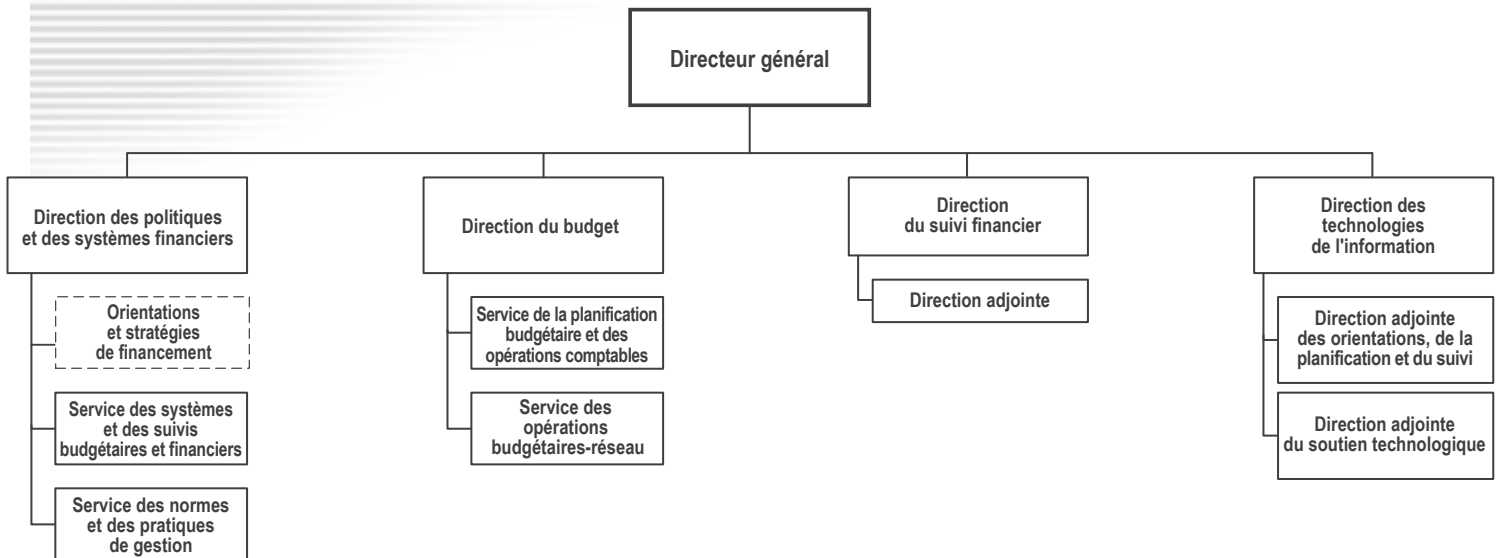 Directeur général
Direction des politiques
et des systèmes financiers
Orientations
et stratégies
de financement
Service des systèmes
et des suivis
budgétaires et financiers
Service des normes
et des pratiques
de gestion
Direction du budget
Service de la planification
budgétaire et des
opérations comptables
Service des
opérations
budgétaires-réseau
Direction
du suivi financier
Direction adjointe
Direction des
technologies
de l'information
Direction adjointe
des orientations, de la
planification et du suivi
Direction adjointe
du soutien technologique